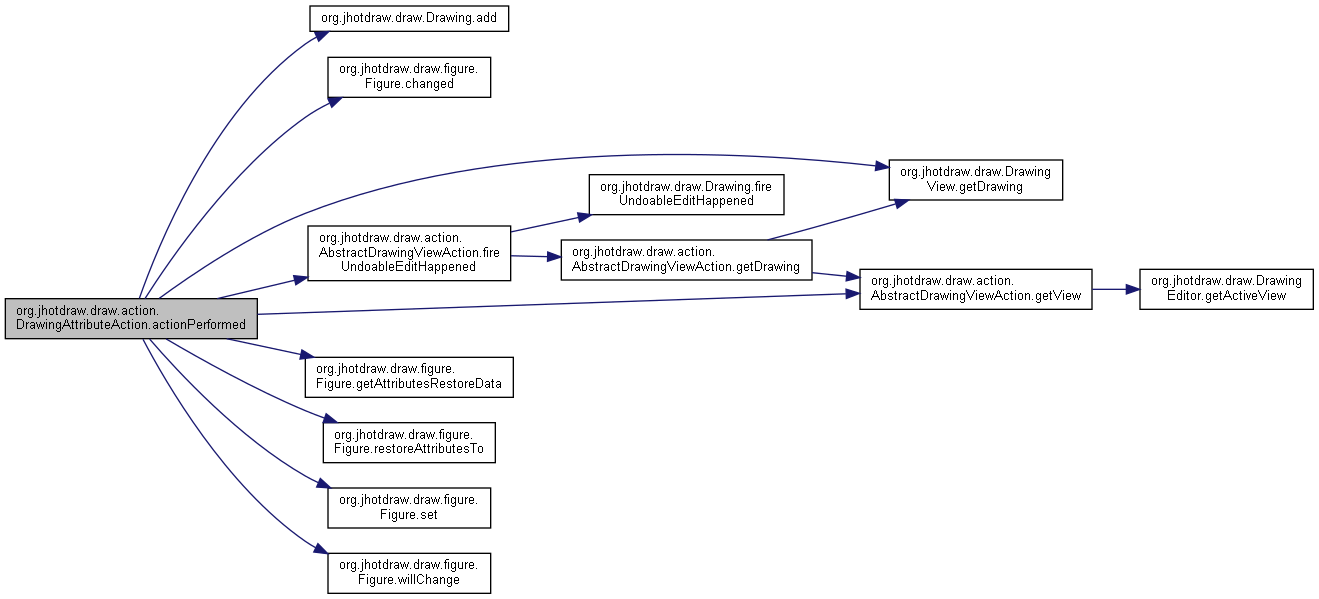 org.jhotdraw.draw.Drawing.add
org.jhotdraw.draw.figure.
Figure.changed
org.jhotdraw.draw.Drawing
View.getDrawing
org.jhotdraw.draw.Drawing.fire
UndoableEditHappened
org.jhotdraw.draw.action.
AbstractDrawingViewAction.fire
UndoableEditHappened
org.jhotdraw.draw.action.
AbstractDrawingViewAction.getDrawing
org.jhotdraw.draw.action.
AbstractDrawingViewAction.getView
org.jhotdraw.draw.Drawing
Editor.getActiveView
org.jhotdraw.draw.action.
DrawingAttributeAction.actionPerformed
org.jhotdraw.draw.figure.
Figure.getAttributesRestoreData
org.jhotdraw.draw.figure.
Figure.restoreAttributesTo
org.jhotdraw.draw.figure.
Figure.set
org.jhotdraw.draw.figure.
Figure.willChange